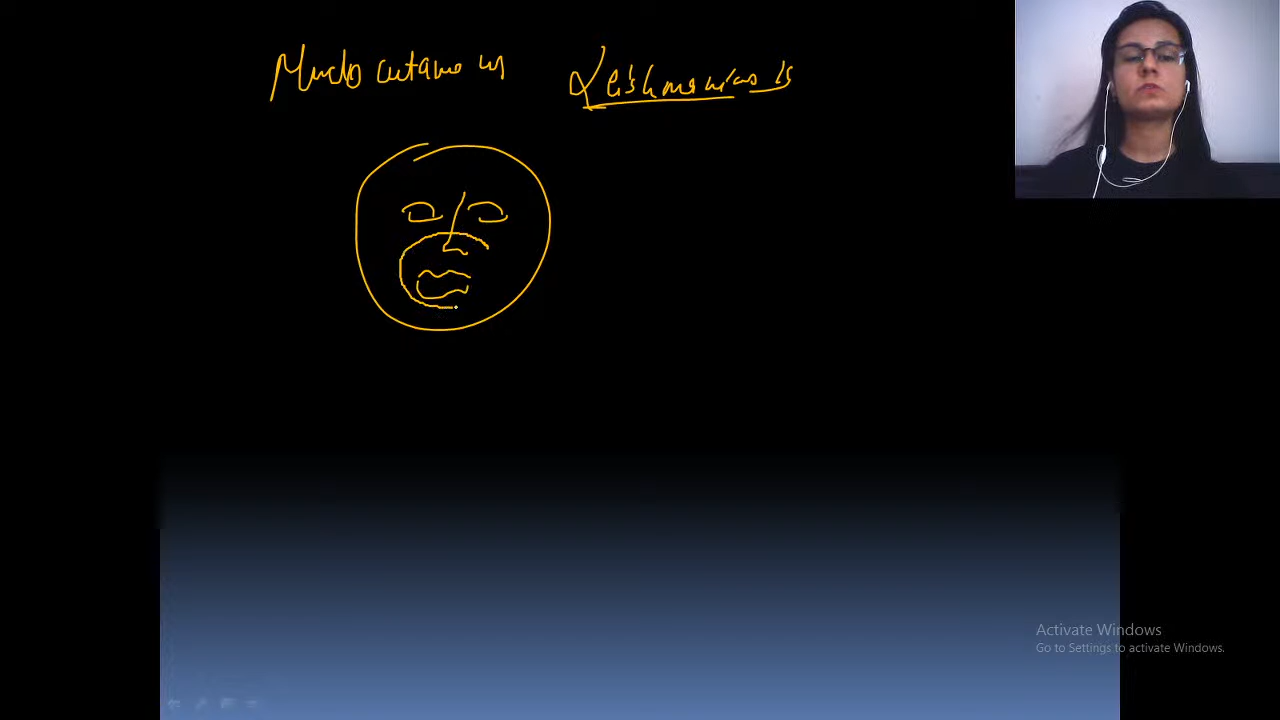 Mucocutaneous Leishmaniasis
Activate Windows
Go to Settings to activate Windows.